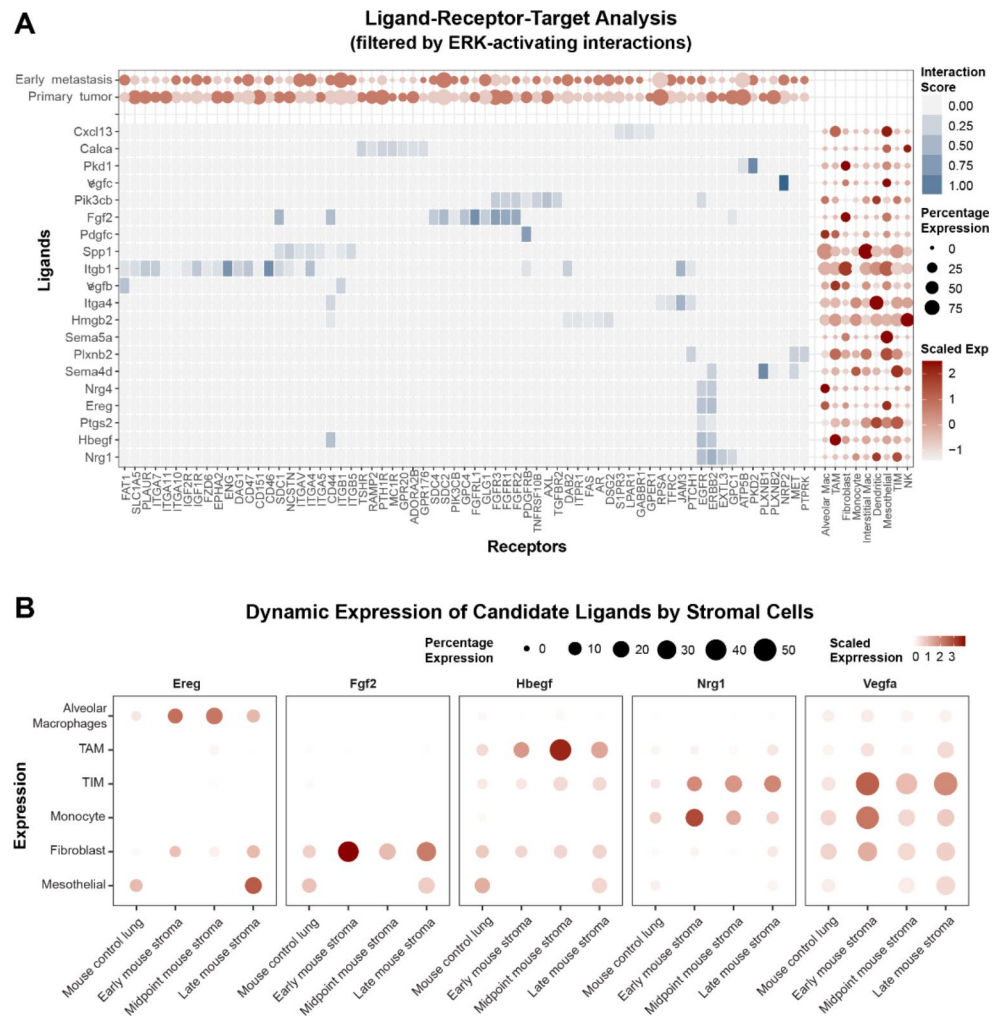 A
Ligand-Receptor-Target Analysis
(filtered by ERK-activating interactions)
Early metastasis
Primary tumor
Ligands
Cxcl13
Calca
Pkd1
Vegfc
Pik3cb
Fgf2
Pdgfc
Spp1
Itgb1
Vegfb
Itga4
Hmgb2
Sema5a
Plxnb2
Sema4d
Nrg4
Ereg
Ptgs2
Hbegf
Nrg1
FAT1
SLC1A5
PLAUR
ITGA7
ITGA11
ITGA10
IGF2R
IGF1R
FZD6
EPHA2
ENG
DAG1
CD47
CD151
CD46
SDC1
NCSTN
ITGAV
ITGA4
ITGA5
CD44
ITGB1
ITGB5
TSHR
RAMP2
PTH1R
MC1R
GPR20
ADORA2B
GPR176
SDC4
SDC2
PIK3CB
GPC4
FGFRL1
GLG1
FGFR3
FGFR1
FGFR2
PDGFRB
TNFRSF10B
AXL
TGFBR2
DAB2
ITPR1
FAS
AR
DSG2
S1PR3
LPAR1
GABBR1
GPER1
RPSA
TFRC
PTCH1
JAM3
EGFR
ERBB2
EXTL3
GPC1
ATP5B
PKD2
PLXNB1
PLXNB2
NRP2
MET
PTPRK
Receptors
Alveolar Mac
TAM
Fibroblast
Monocyte
Interstitial Mac
Dendritic
Mesothelial
TIM
NK
Interaction
Score
0.00
0.25
0.50
0.75
1.00
Percentage
Expression
0
25
50
75
Scaled Exp
2
1
0
−1
B
Dynamic Expression of Candidate Ligands by Stromal Cells
Percentage
Expression
0 10 20 30 40 50
Scaled
Exprression
0 1 2 3
Ereg Fgf2 Hbegf Nrg1 Vegfa
Expression
Alveolar
Macrophages
TAM
TIM
Monocyte
Fibroblast
Mesothelial
Mouse control lung
Early mouse stroma
Midpoint mouse stroma
Late mouse stroma
Mouse control lung
Early mouse stroma
Midpoint mouse stroma
Late mouse stroma
Mouse control lung
Early mouse stroma
Midpoint mouse stroma
Late mouse stroma
Mouse control lung
Early mouse stroma
Midpoint mouse stroma
Late mouse stroma
Mouse control lung
Early mouse stroma
Midpoint mouse stroma
Late mouse stroma